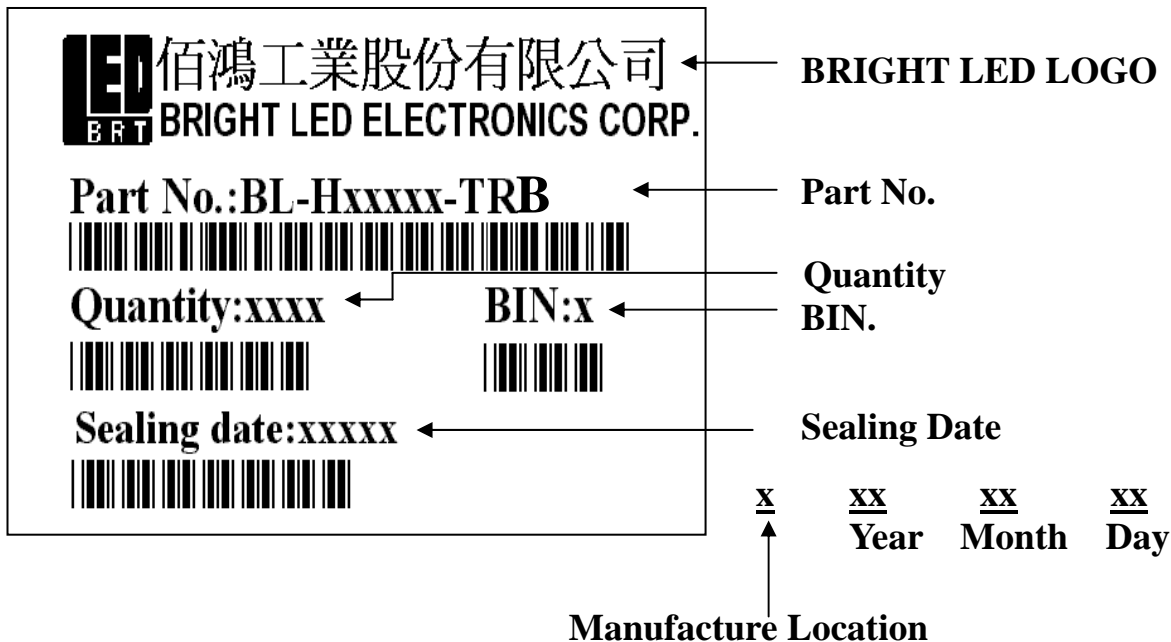 LED 佰鴻工業股份有限公司
BRT BRIGHT LED ELECTRONICS CORP.
BRIGHT LED LOGO
Part No.:BL-Hxxxxx-TRB
Part No.
Quantity:xxxx
BIN:x
Quantity
BIN.
Sealing date:xxxxx
Sealing Date
x xx xx xx
Year Month Day
Manufacture Location